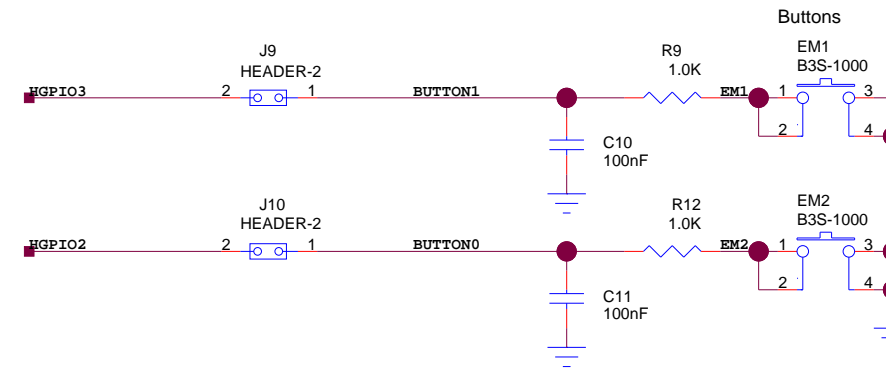 Buttons
J9
HEADER-2
R9
1.0K
EM1
B3S-1000
HGPIO3
2
1
BUTTON1
EM1
1
3
2
4
C10
100nF
J10
HEADER-2
R12
1.0K
EM2
B3S-1000
HGPIO2
2
1
BUTTON0
EM2
1
3
2
4
C11
100nF